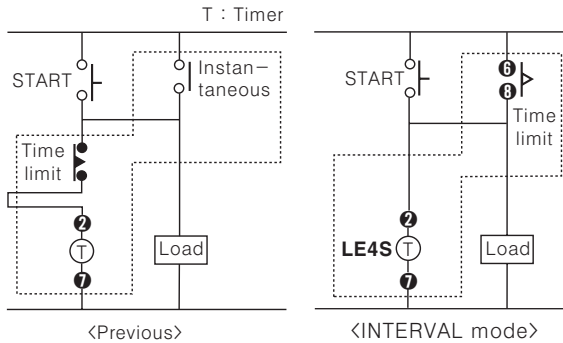 T : Timer
START
Instan-
taneous
Time
limit
2
T
7
Load
<Previous>
START
6
8
Time
limit
2
LE4S
T
7
Load
<INTERVAL mode>